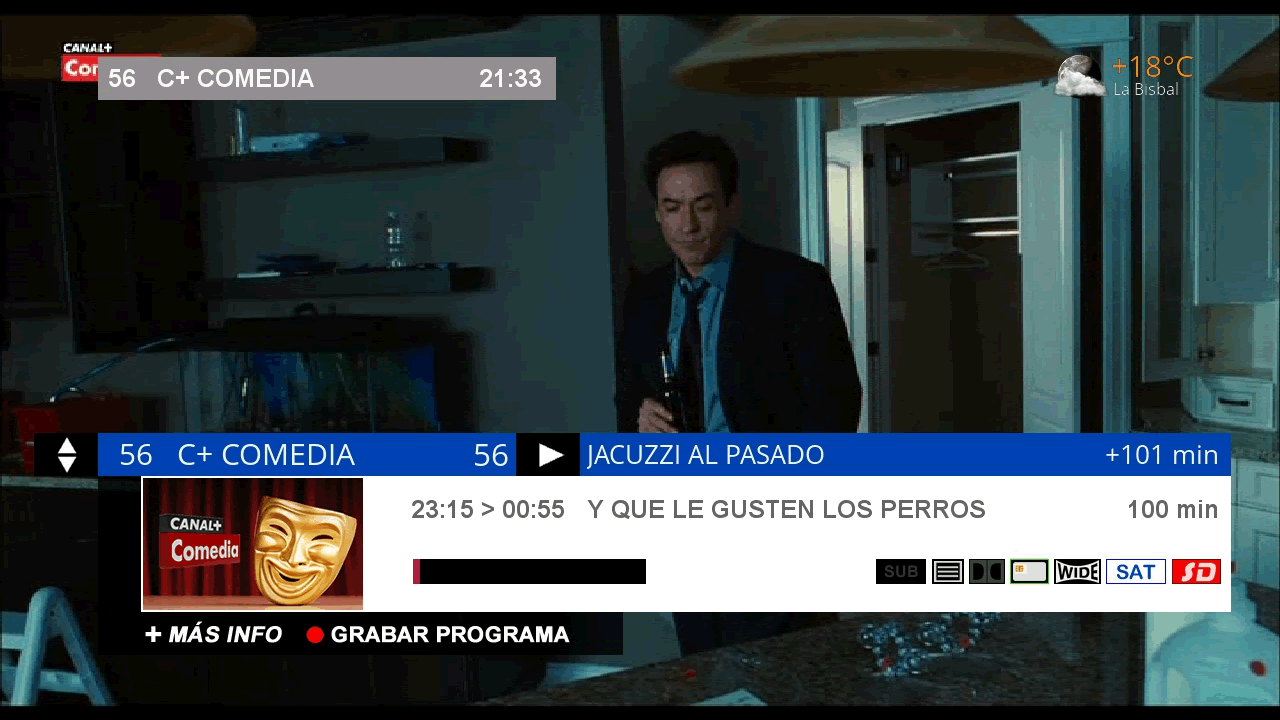 CANAL+
Co
56 C+ COMEDIA 21:33
+18°C
La Bisbal
56 C+ COMEDIA 56 JACUZZI AL PASADO +101 min
23:15 > 00:55 Y QUE LE GUSTEN LOS PERROS 100 min
CANAL+
Comedia
SUB WIDE SAT SD
+ MÁS INFO GRABAR PROGRAMA